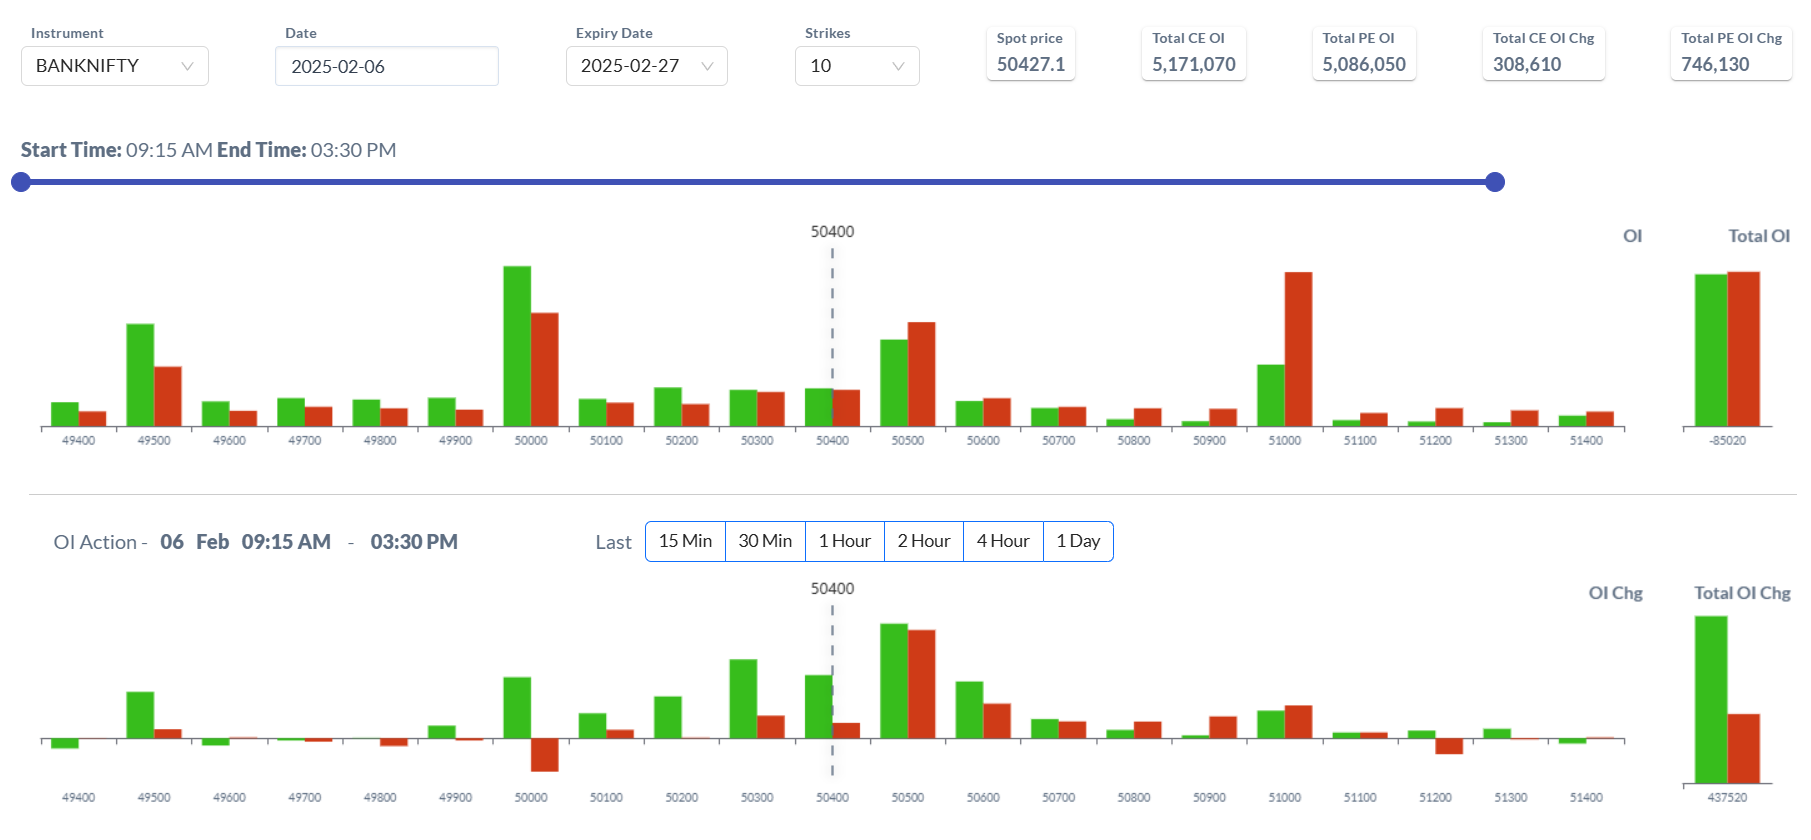 Instrument Date Expiry Date Strikes Spot price Total CE OI Total PE OI Total CE OI Chg Total PE OI Chg
BANKNIFTY 2025-02-06 2025-02-27 10 50427.1 5,171,070 5,086,050 308,610 746,130
Start Time: 09:15 AM End Time: 03:30 PM
50400 OI Total OI
49400 49500 49600 49700 49800 49900 50000 50100 50200 50300 50400 50500 50600 50700 50800 50900 51000 51100 51200 51300 51400 -85020
OI Action - 06 Feb 09:15 AM - 03:30 PM Last 15 Min 30 Min 1 Hour 2 Hour 4 Hour 1 Day
50400 OI Chg Total OI Chg
49400 49500 49600 49700 49800 49900 50000 50100 50200 50300 50400 50500 50600 50700 50800 50900 51000 51100 51200 51300 51400 437520